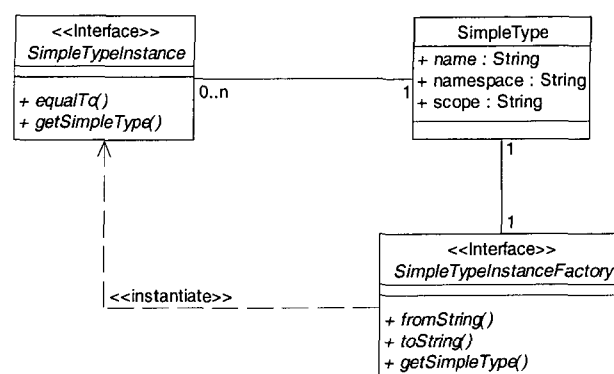 <<Interface>>
SimpleTypeInstance
+ equalTo()
+ getSimpleType()
0..n
1
SimpleType
+ name : String
+ namespace : String
+ scope : String
1
1
<<Interface>>
SimpleTypeInstanceFactory
+ fromString()
+ toString()
+ getSimpleType()
<<instantiate>>